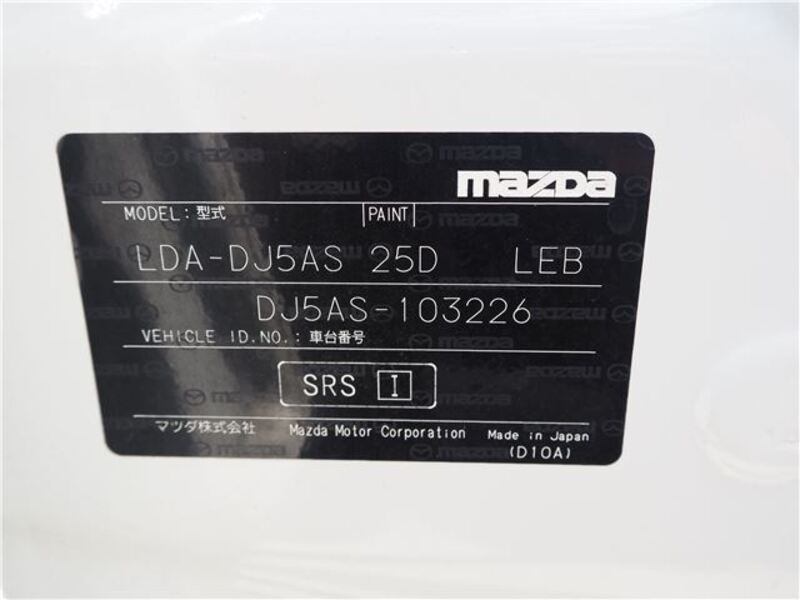 mazda
MODEL: 型式 PAINT
LDA-DJ5AS 25D LEB
DJ5AS-103226
VEHICLE ID.NO.: 車台番号
SRS I
マツダ株式会社 Mazda Motor Corporation Made in Japan
(D10A)